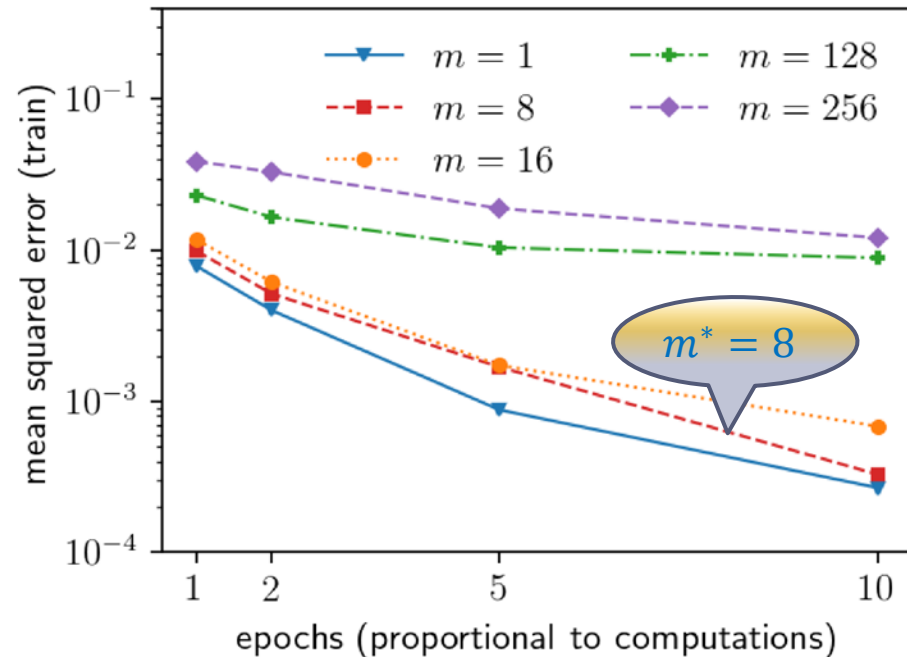 mean squared error (train)
10⁻¹
10⁻²
10⁻³
10⁻⁴
m = 1
m = 8
m = 16
m = 128
m = 256
m* = 8
1 2 5 10
epochs (proportional to computations)